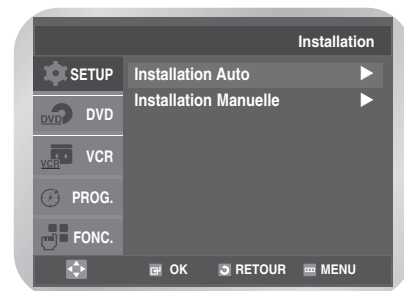 Installation
SETUP
Installation Auto
Installation Manuelle
DVD
DVD
VCR
VCR
PROG.
FONC.
OK
RETOUR
MENU